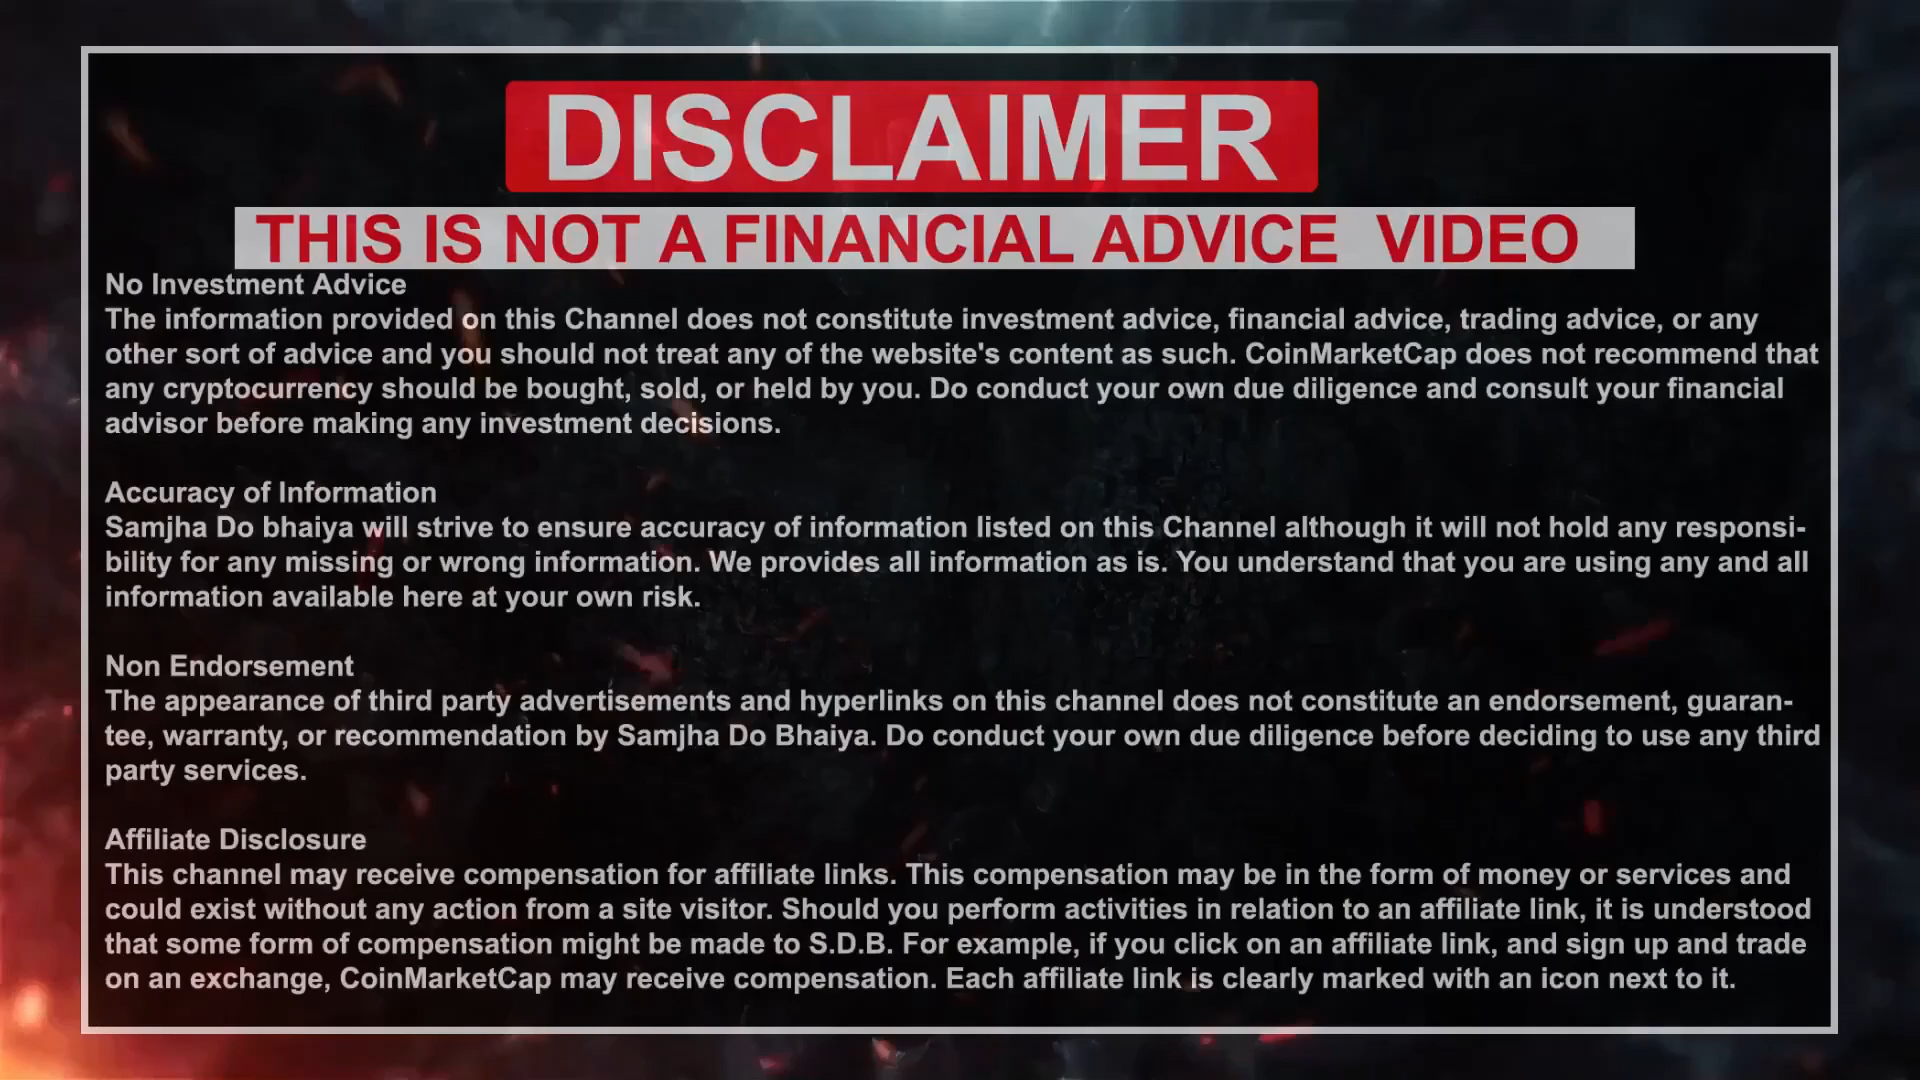 DISCLAIMER
THIS IS NOT A FINANCIAL ADVICE VIDEO
No Investment Advice
The information provided on this Channel does not constitute investment advice, financial advice, trading advice, or any
other sort of advice and you should not treat any of the website's content as such. CoinMarketCap does not recommend that
any cryptocurrency should be bought, sold, or held by you. Do conduct your own due diligence and consult your financial
advisor before making any investment decisions.
Accuracy of Information
Samjha Do bhaiya will strive to ensure accuracy of information listed on this Channel although it will not hold any responsi-
bility for any missing or wrong information. We provides all information as is. You understand that you are using any and all
information available here at your own risk.
Non Endorsement
The appearance of third party advertisements and hyperlinks on this channel does not constitute an endorsement, guaran-
tee, warranty, or recommendation by Samjha Do Bhaiya. Do conduct your own due diligence before deciding to use any third
party services.
Affiliate Disclosure
This channel may receive compensation for affiliate links. This compensation may be in the form of money or services and
could exist without any action from a site visitor. Should you perform activities in relation to an affiliate link, it is understood
that some form of compensation might be made to S.D.B. For example, if you click on an affiliate link, and sign up and trade
on an exchange, CoinMarketCap may receive compensation. Each affiliate link is clearly marked with an icon next to it.